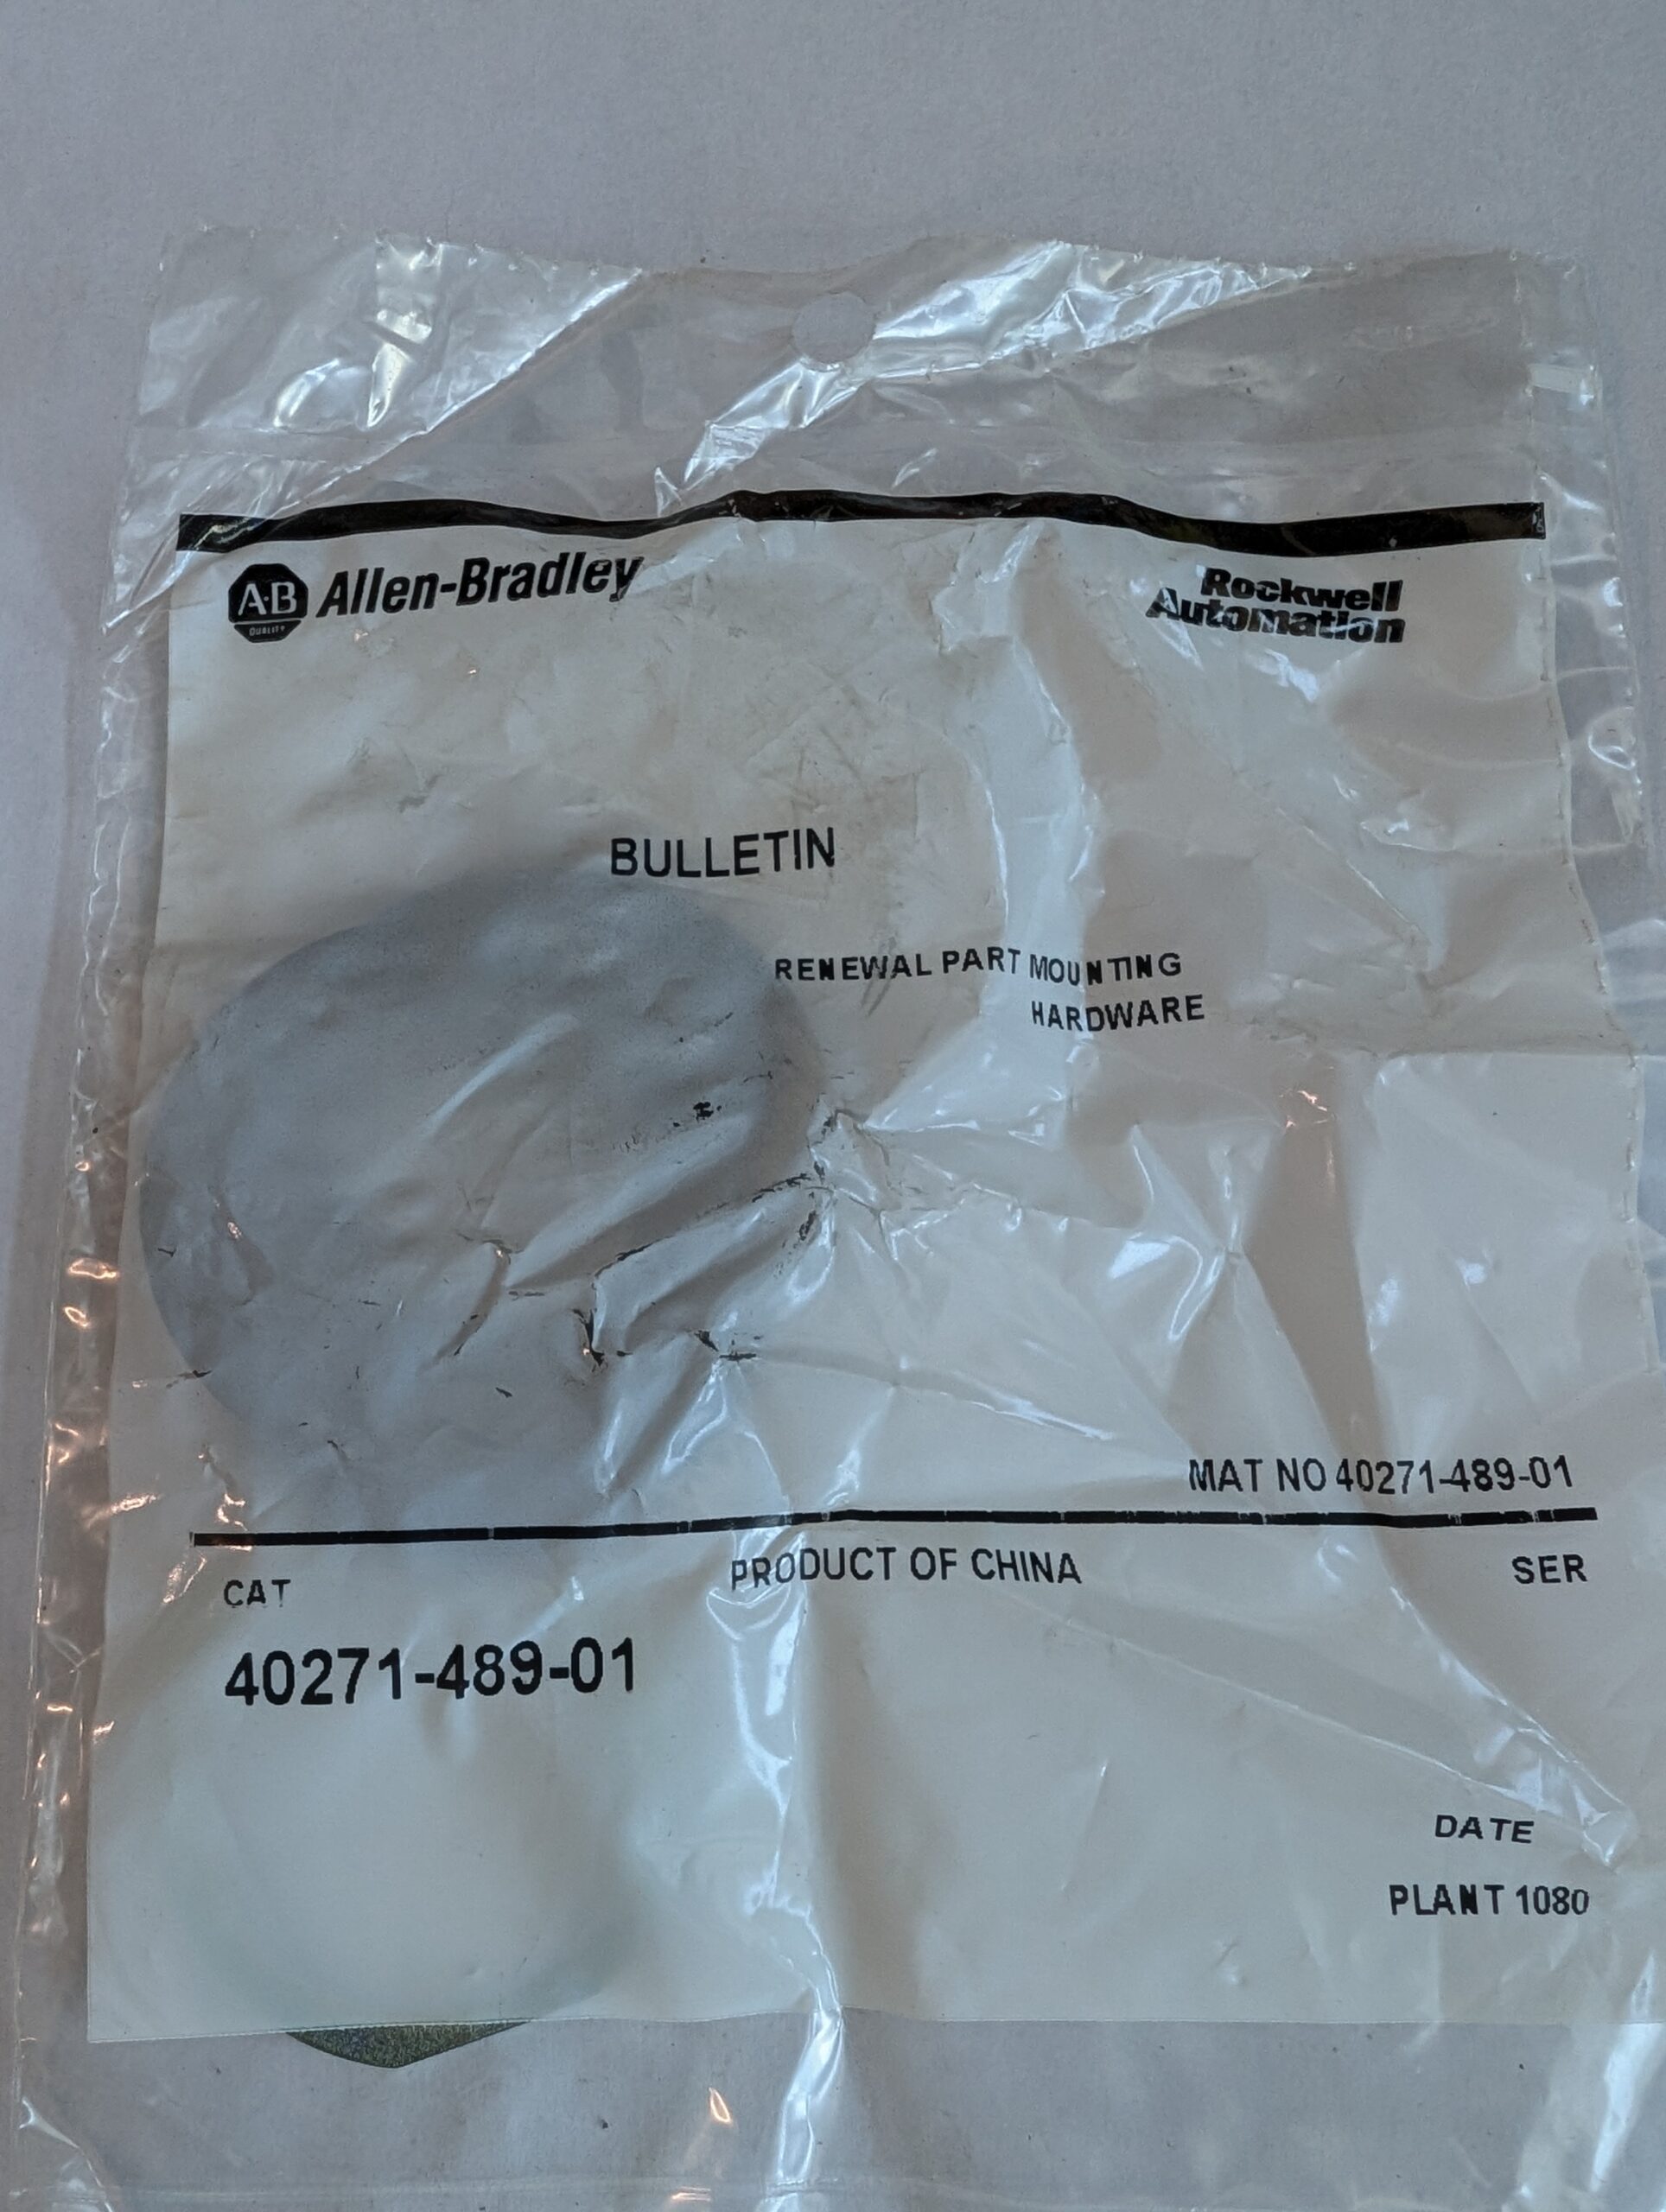 A-B QUALITY Allen-Bradley
Rockwell
Automation
BULLETIN
RENEWAL PART MOUNTING
HARDWARE
MAT NO 40271-489-01
CAT
PRODUCT OF CHINA
SER
40271-489-01
DATE
PLANT 1080